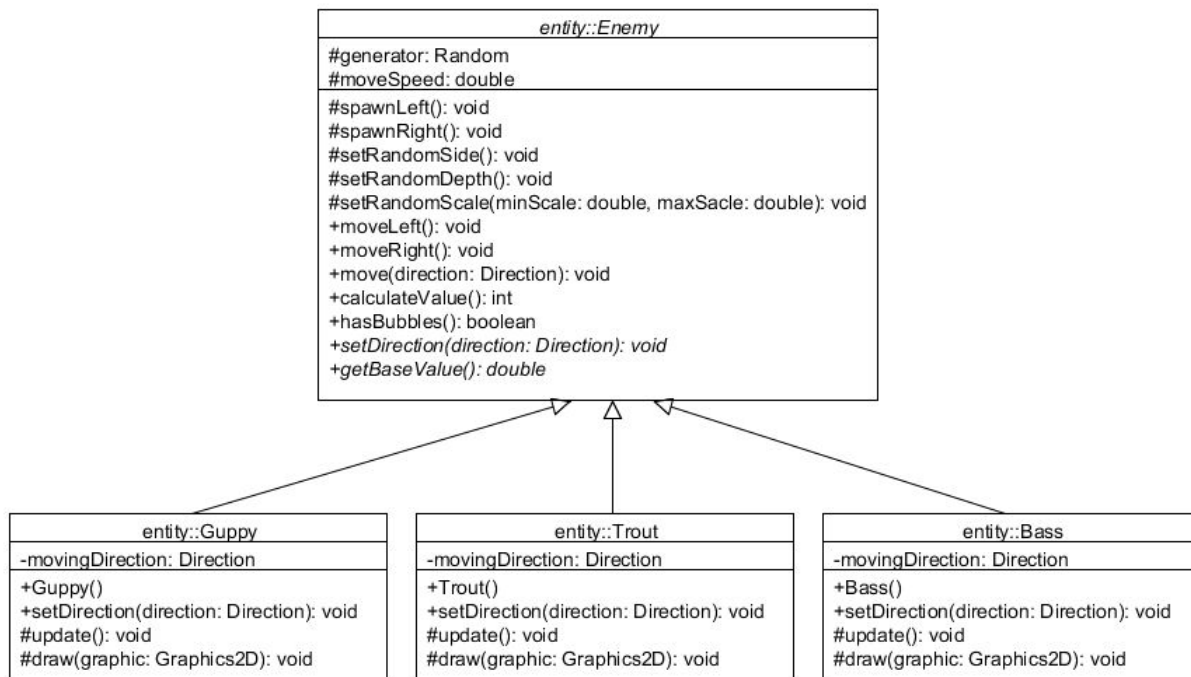 entity::Enemy
#generator: Random
#moveSpeed: double
#spawnLeft(): void
#spawnRight(): void
#setRandomSide(): void
#setRandomDepth(): void
#setRandomScale(minScale: double, maxSacle: double): void
+moveLeft(): void
+moveRight(): void
+move(direction: Direction): void
+calculateValue(): int
+hasBubbles(): boolean
+setDirection(direction: Direction): void
+getBaseValue(): double
entity::Guppy
-movingDirection: Direction
+Guppy()
+setDirection(direction: Direction): void
#update(): void
#draw(graphic: Graphics2D): void
entity::Trout
-movingDirection: Direction
+Trout()
+setDirection(direction: Direction): void
#update(): void
#draw(graphic: Graphics2D): void
entity::Bass
-movingDirection: Direction
+Bass()
+setDirection(direction: Direction): void
#update(): void
#draw(graphic: Graphics2D): void